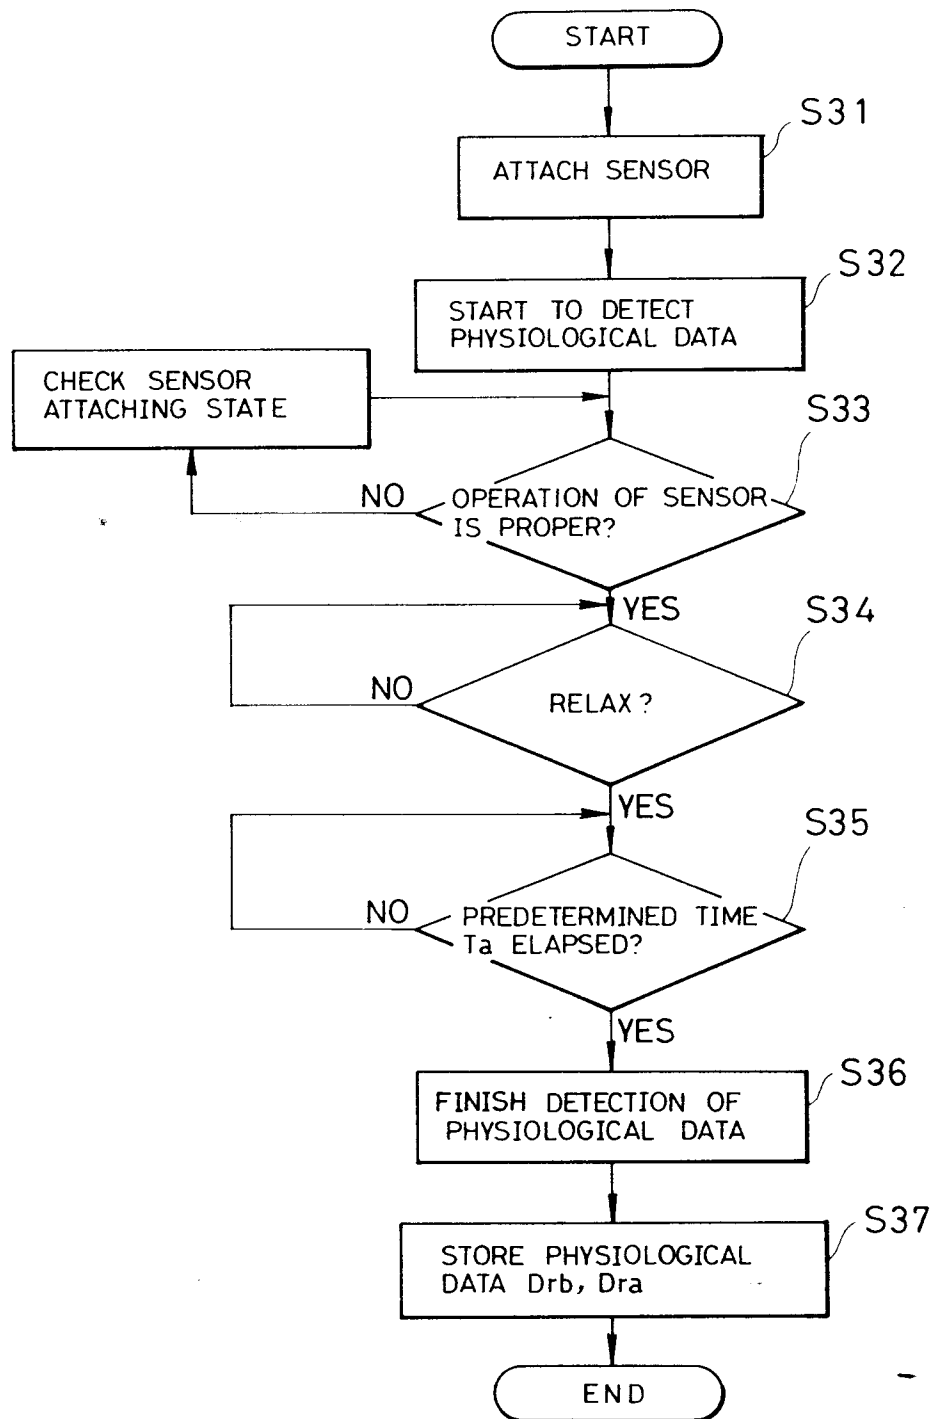 START
S31
ATTACH SENSOR
S32
START TO DETECT
PHYSIOLOGICAL DATA
CHECK SENSOR
ATTACHING STATE
S33
NO
OPERATION OF SENSOR
IS PROPER?
YES
S34
NO
RELAX?
YES
S35
NO
PREDETERMINED TIME
Ta ELAPSED?
YES
S36
FINISH DETECTION OF
PHYSIOLOGICAL DATA
S37
STORE PHYSIOLOGICAL
DATA Drb, Dra
END